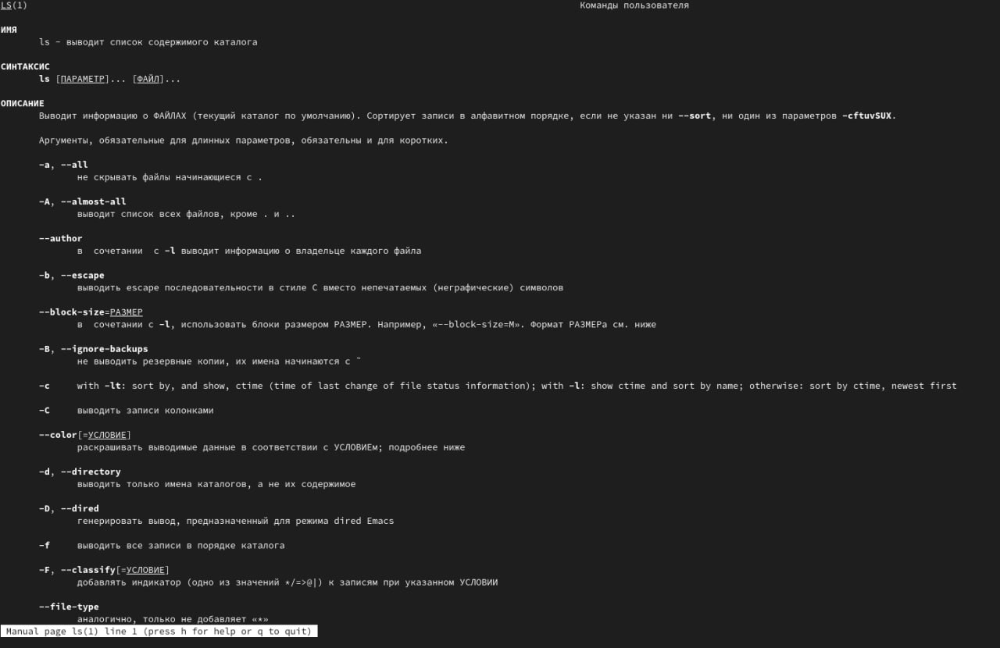 LS(1) Команды пользователя
ИМЯ
ls - выводит список содержимого каталога
СИНТАКСИС
ls [ПАРАМЕТР]... [ФАЙЛ]...
ОПИСАНИЕ
Выводит информацию о ФАЙЛАХ (текущий каталог по умолчанию). Сортирует записи в алфавитном порядке, если не указан ни --sort, ни один из параметров -cftuvSUX.
Аргументы, обязательные для длинных параметров, обязательны и для коротких.
-a, --all
не скрывать файлы начинающиеся с .
-A, --almost-all
выводит список всех файлов, кроме . и ..
--author
в сочетании с -l выводит информацию о владельце каждого файла
-b, --escape
выводить escape последовательности в стиле C вместо непечатаемых (неграфические) символов
--block-size=РАЗМЕР
в сочетании с -l, использовать блоки размером РАЗМЕР. Например, «--block-size=M». Формат РАЗМЕРа см. ниже
-B, --ignore-backups
не выводить резервные копии, их имена начинаются с ~
-c with -lt: sort by, and show, ctime (time of last change of file status information); with -l: show ctime and sort by name; otherwise: sort by ctime, newest first
-C выводить записи колонками
--color[=УСЛОВИЕ]
раскрашивать выводимые данные в соответствии с УСЛОВИЕм; подробнее ниже
-d, --directory
выводить только имена каталогов, а не их содержимое
-D, --dired
генерировать вывод, предназначенный для режима dired Emacs
-f выводить все записи в порядке каталога
-F, --classify[=УСЛОВИЕ]
добавлять индикатор (одно из значений */=>@|) к записям при указанном УСЛОВИИ
--file-type
аналогично, только не добавляет «*»
Manual page ls(1) line 1 (press h for help or q to quit)